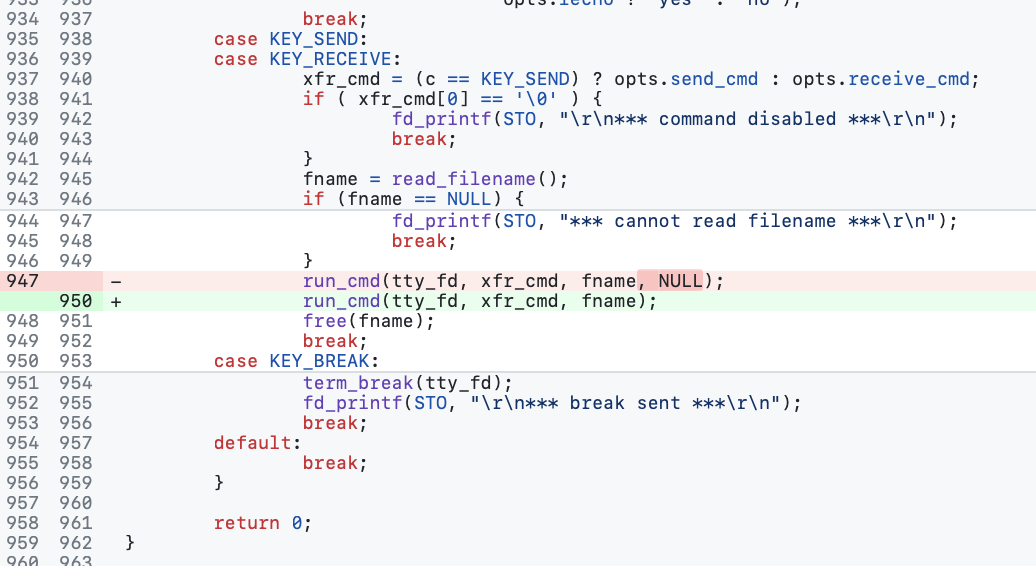 934 937 break;
935 938 case KEY_SEND:
936 939 case KEY_RECEIVE:
937 940 xfr_cmd = (c == KEY_SEND) ? opts.send_cmd : opts.receive_cmd;
938 941 if ( xfr_cmd[0] == '\0' ) {
939 942 fd_printf(STO, "\r\n*** command disabled ***\r\n");
940 943 break;
941 944 }
942 945 fname = read_filename();
943 946 if (fname == NULL) {
944 947 fd_printf(STO, "*** cannot read filename ***\r\n");
945 948 break;
946 949 }
947 - run_cmd(tty_fd, xfr_cmd, fname, NULL);
950 + run_cmd(tty_fd, xfr_cmd, fname);
948 951 free(fname);
949 952 break;
950 953 case KEY_BREAK:
951 954 term_break(tty_fd);
952 955 fd_printf(STO, "\r\n*** break sent ***\r\n");
953 956 break;
954 957 default:
955 958 break;
956 959 }
957 960
958 961 return 0;
959 962 }
960 963